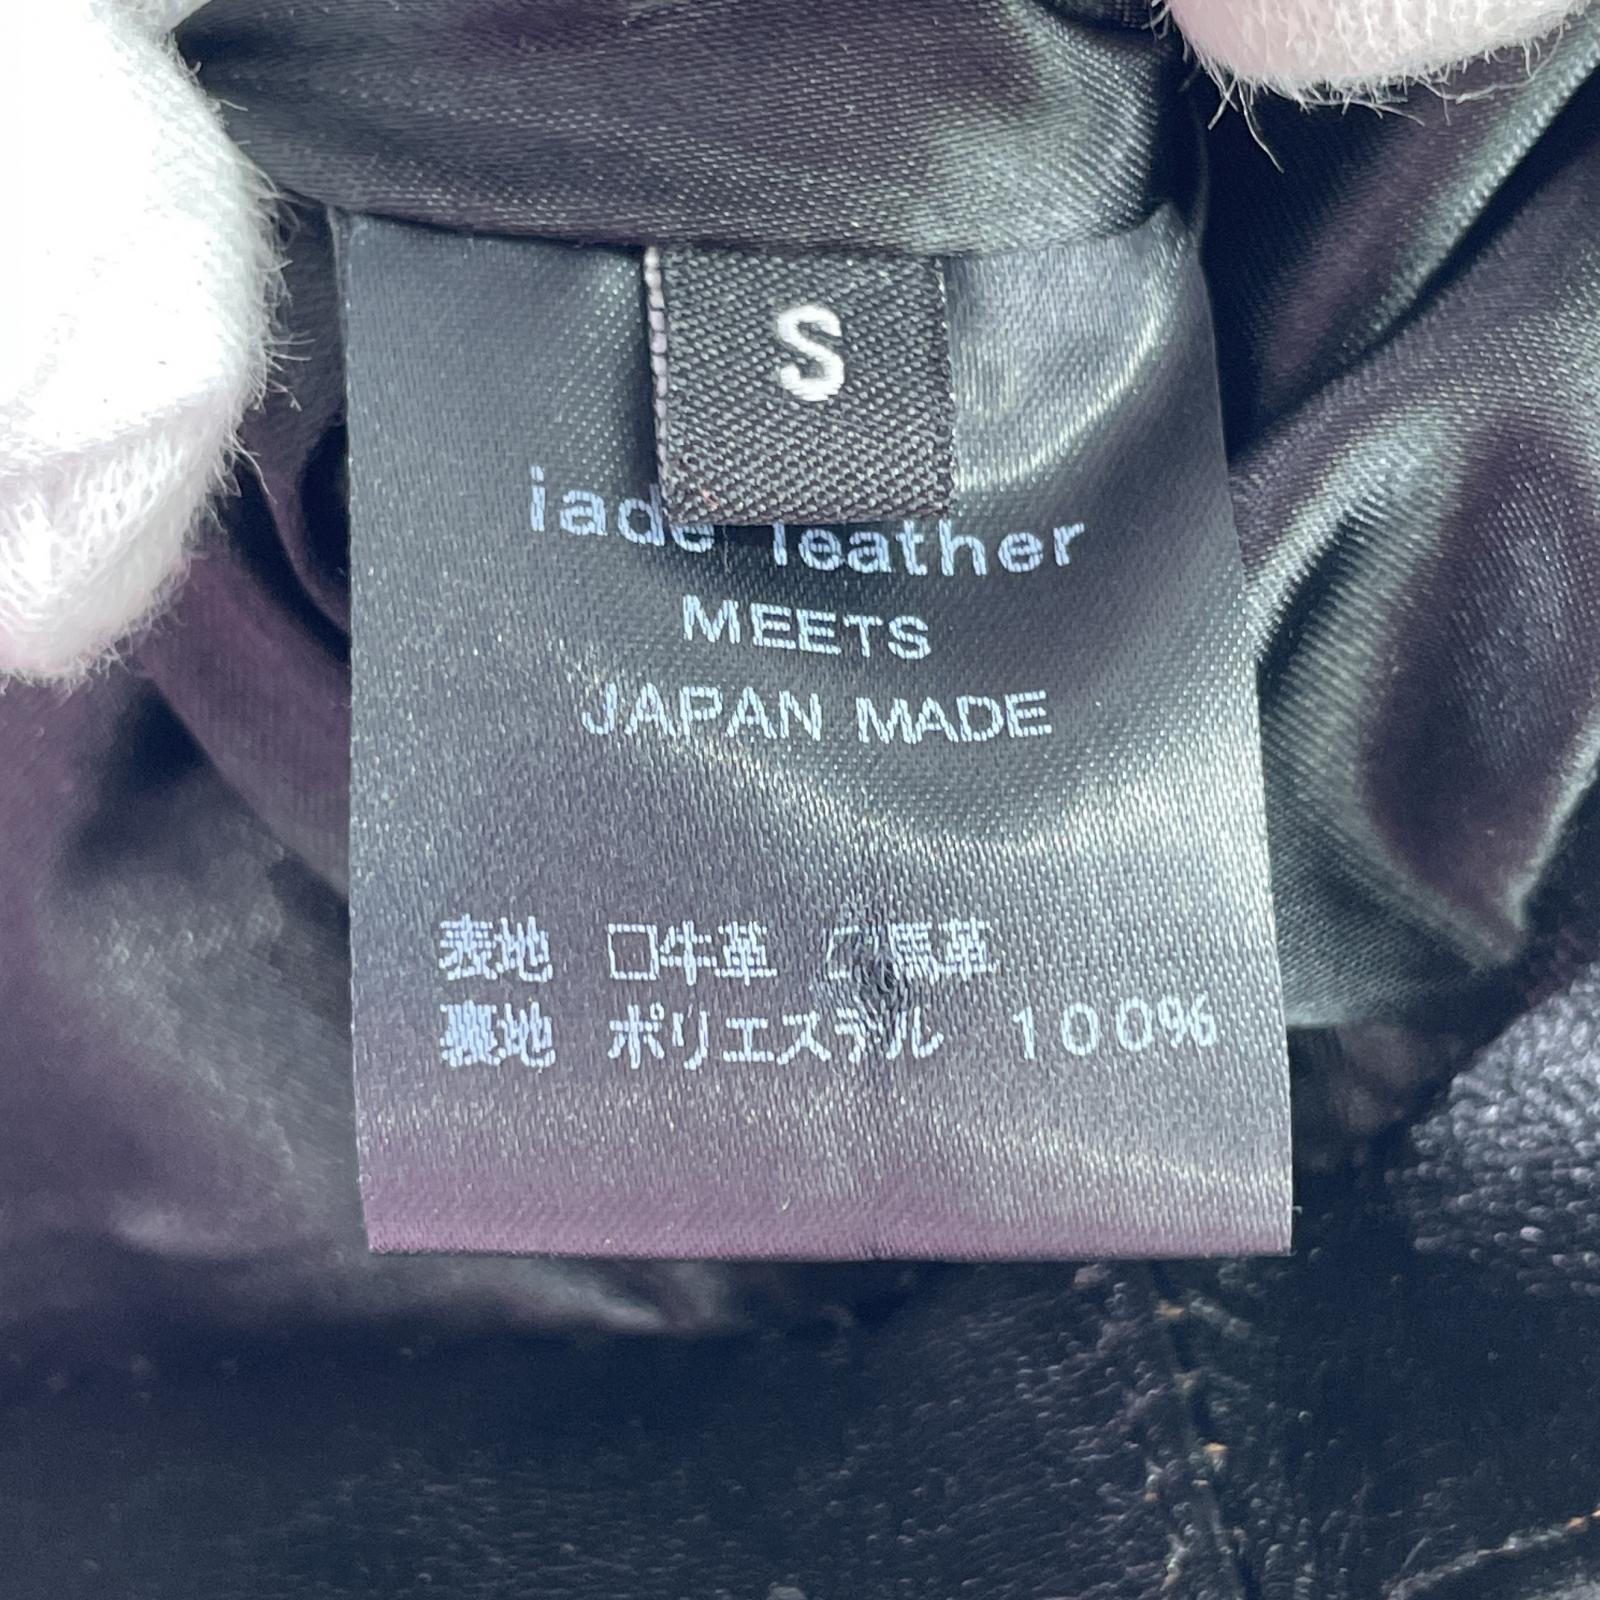 S
iade leather
MEETS
JAPAN MADE
表地 □牛革 □馬革
裏地 ポリエステル 100%